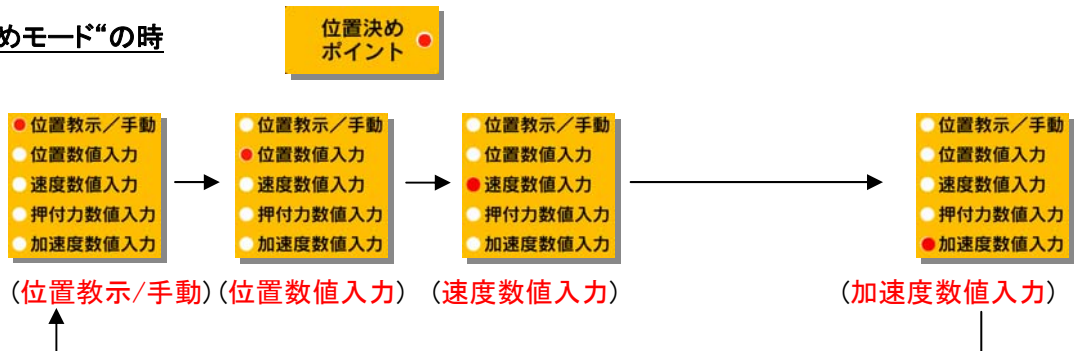 めモード“の時
位置決め
ポイント
位置教示／手動
位置数値入力
速度数値入力
押付力数値入力
加速度数値入力
位置教示／手動
位置数値入力
速度数値入力
押付力数値入力
加速度数値入力
位置教示／手動
位置数値入力
速度数値入力
押付力数値入力
加速度数値入力
位置教示／手動
位置数値入力
速度数値入力
押付力数値入力
加速度数値入力
(位置教示/手動)
(位置数値入力)
(速度数値入力)
(加速度数値入力)